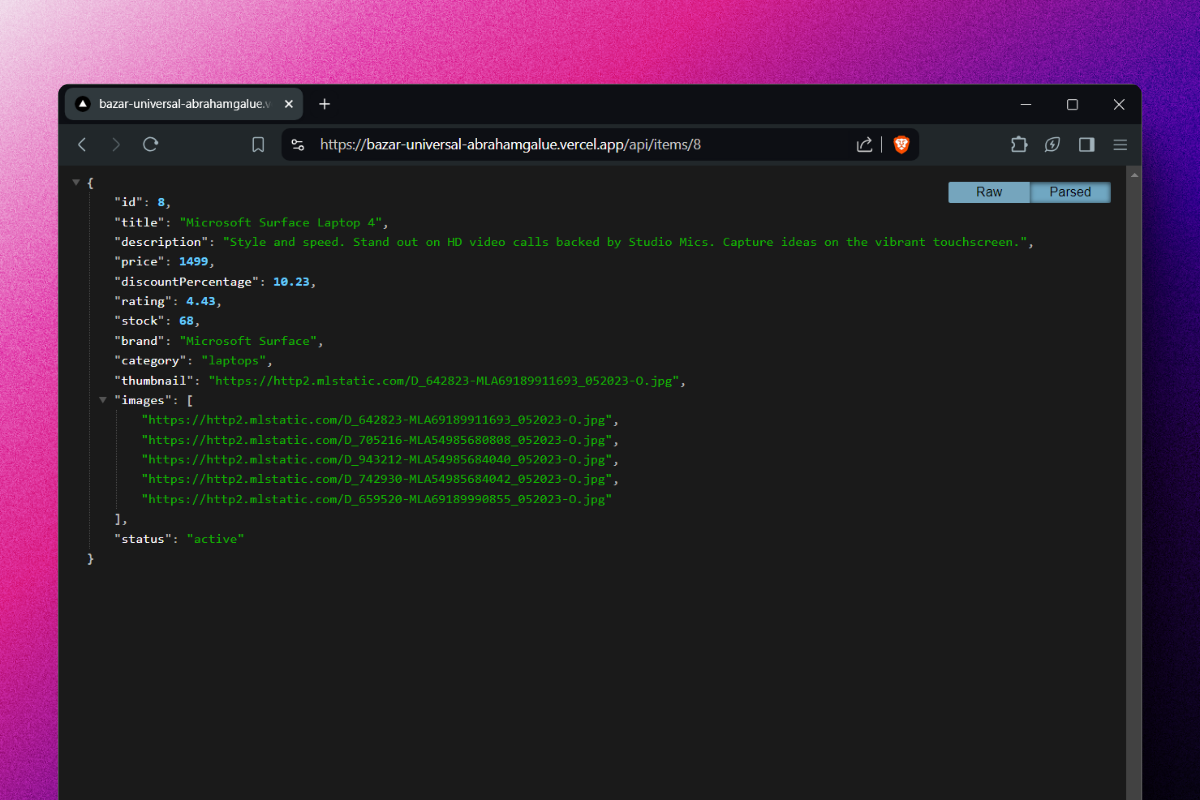 bazar-universal-abrahamgalue.v
https://bazar-universal-abrahamgalue.vercel.app/api/items/8
Raw Parsed
{
"id": 8,
"title": "Microsoft Surface Laptop 4",
"description": "Style and speed. Stand out on HD video calls backed by Studio Mics. Capture ideas on the vibrant touchscreen.",
"price": 1499,
"discountPercentage": 10.23,
"rating": 4.43,
"stock": 68,
"brand": "Microsoft Surface",
"category": "laptops",
"thumbnail": "https://http2.mlstatic.com/D_642823-MLA69189911693_052023-O.jpg",
"images": [
"https://http2.mlstatic.com/D_642823-MLA69189911693_052023-O.jpg",
"https://http2.mlstatic.com/D_705216-MLA54985680808_052023-O.jpg",
"https://http2.mlstatic.com/D_943212-MLA54985684040_052023-O.jpg",
"https://http2.mlstatic.com/D_742930-MLA54985684042_052023-O.jpg",
"https://http2.mlstatic.com/D_659520-MLA69189990855_052023-O.jpg"
],
"status": "active"
}